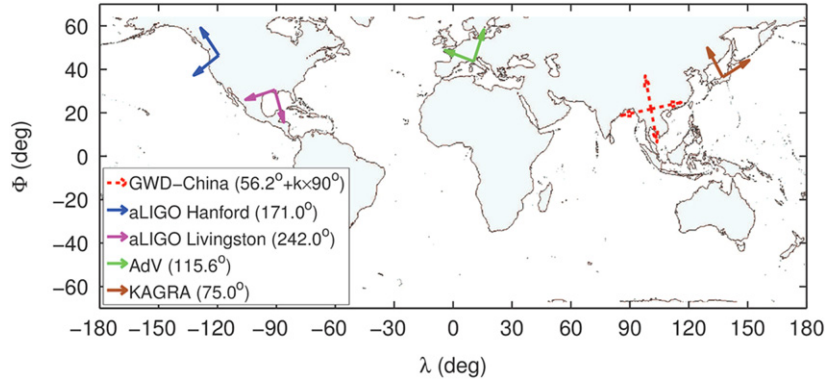 60
40
20
0
−20
−40
−60
Φ (deg)
GWD−China (56.2°+k×90°)
aLIGO Hanford (171.0°)
aLIGO Livingston (242.0°)
AdV (115.6°)
KAGRA (75.0°)
−180 −150 −120 −90 −60 −30 0 30 60 90 120 150 180
λ (deg)